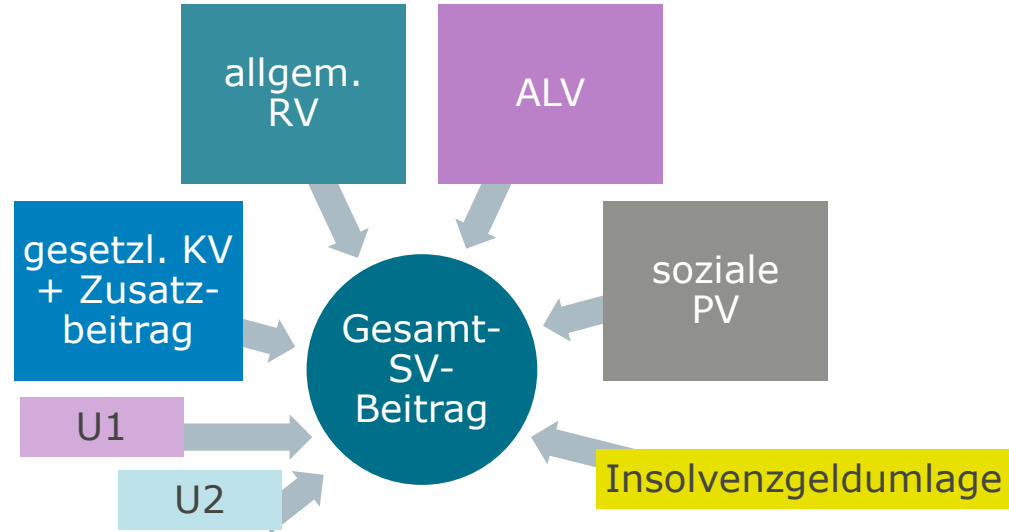 allgem.
RV
ALV
gesetzl. KV
+ Zusatz-
beitrag
soziale
PV
Gesamt-
SV-
Beitrag
U1
U2
Insolvenzgeldumlage